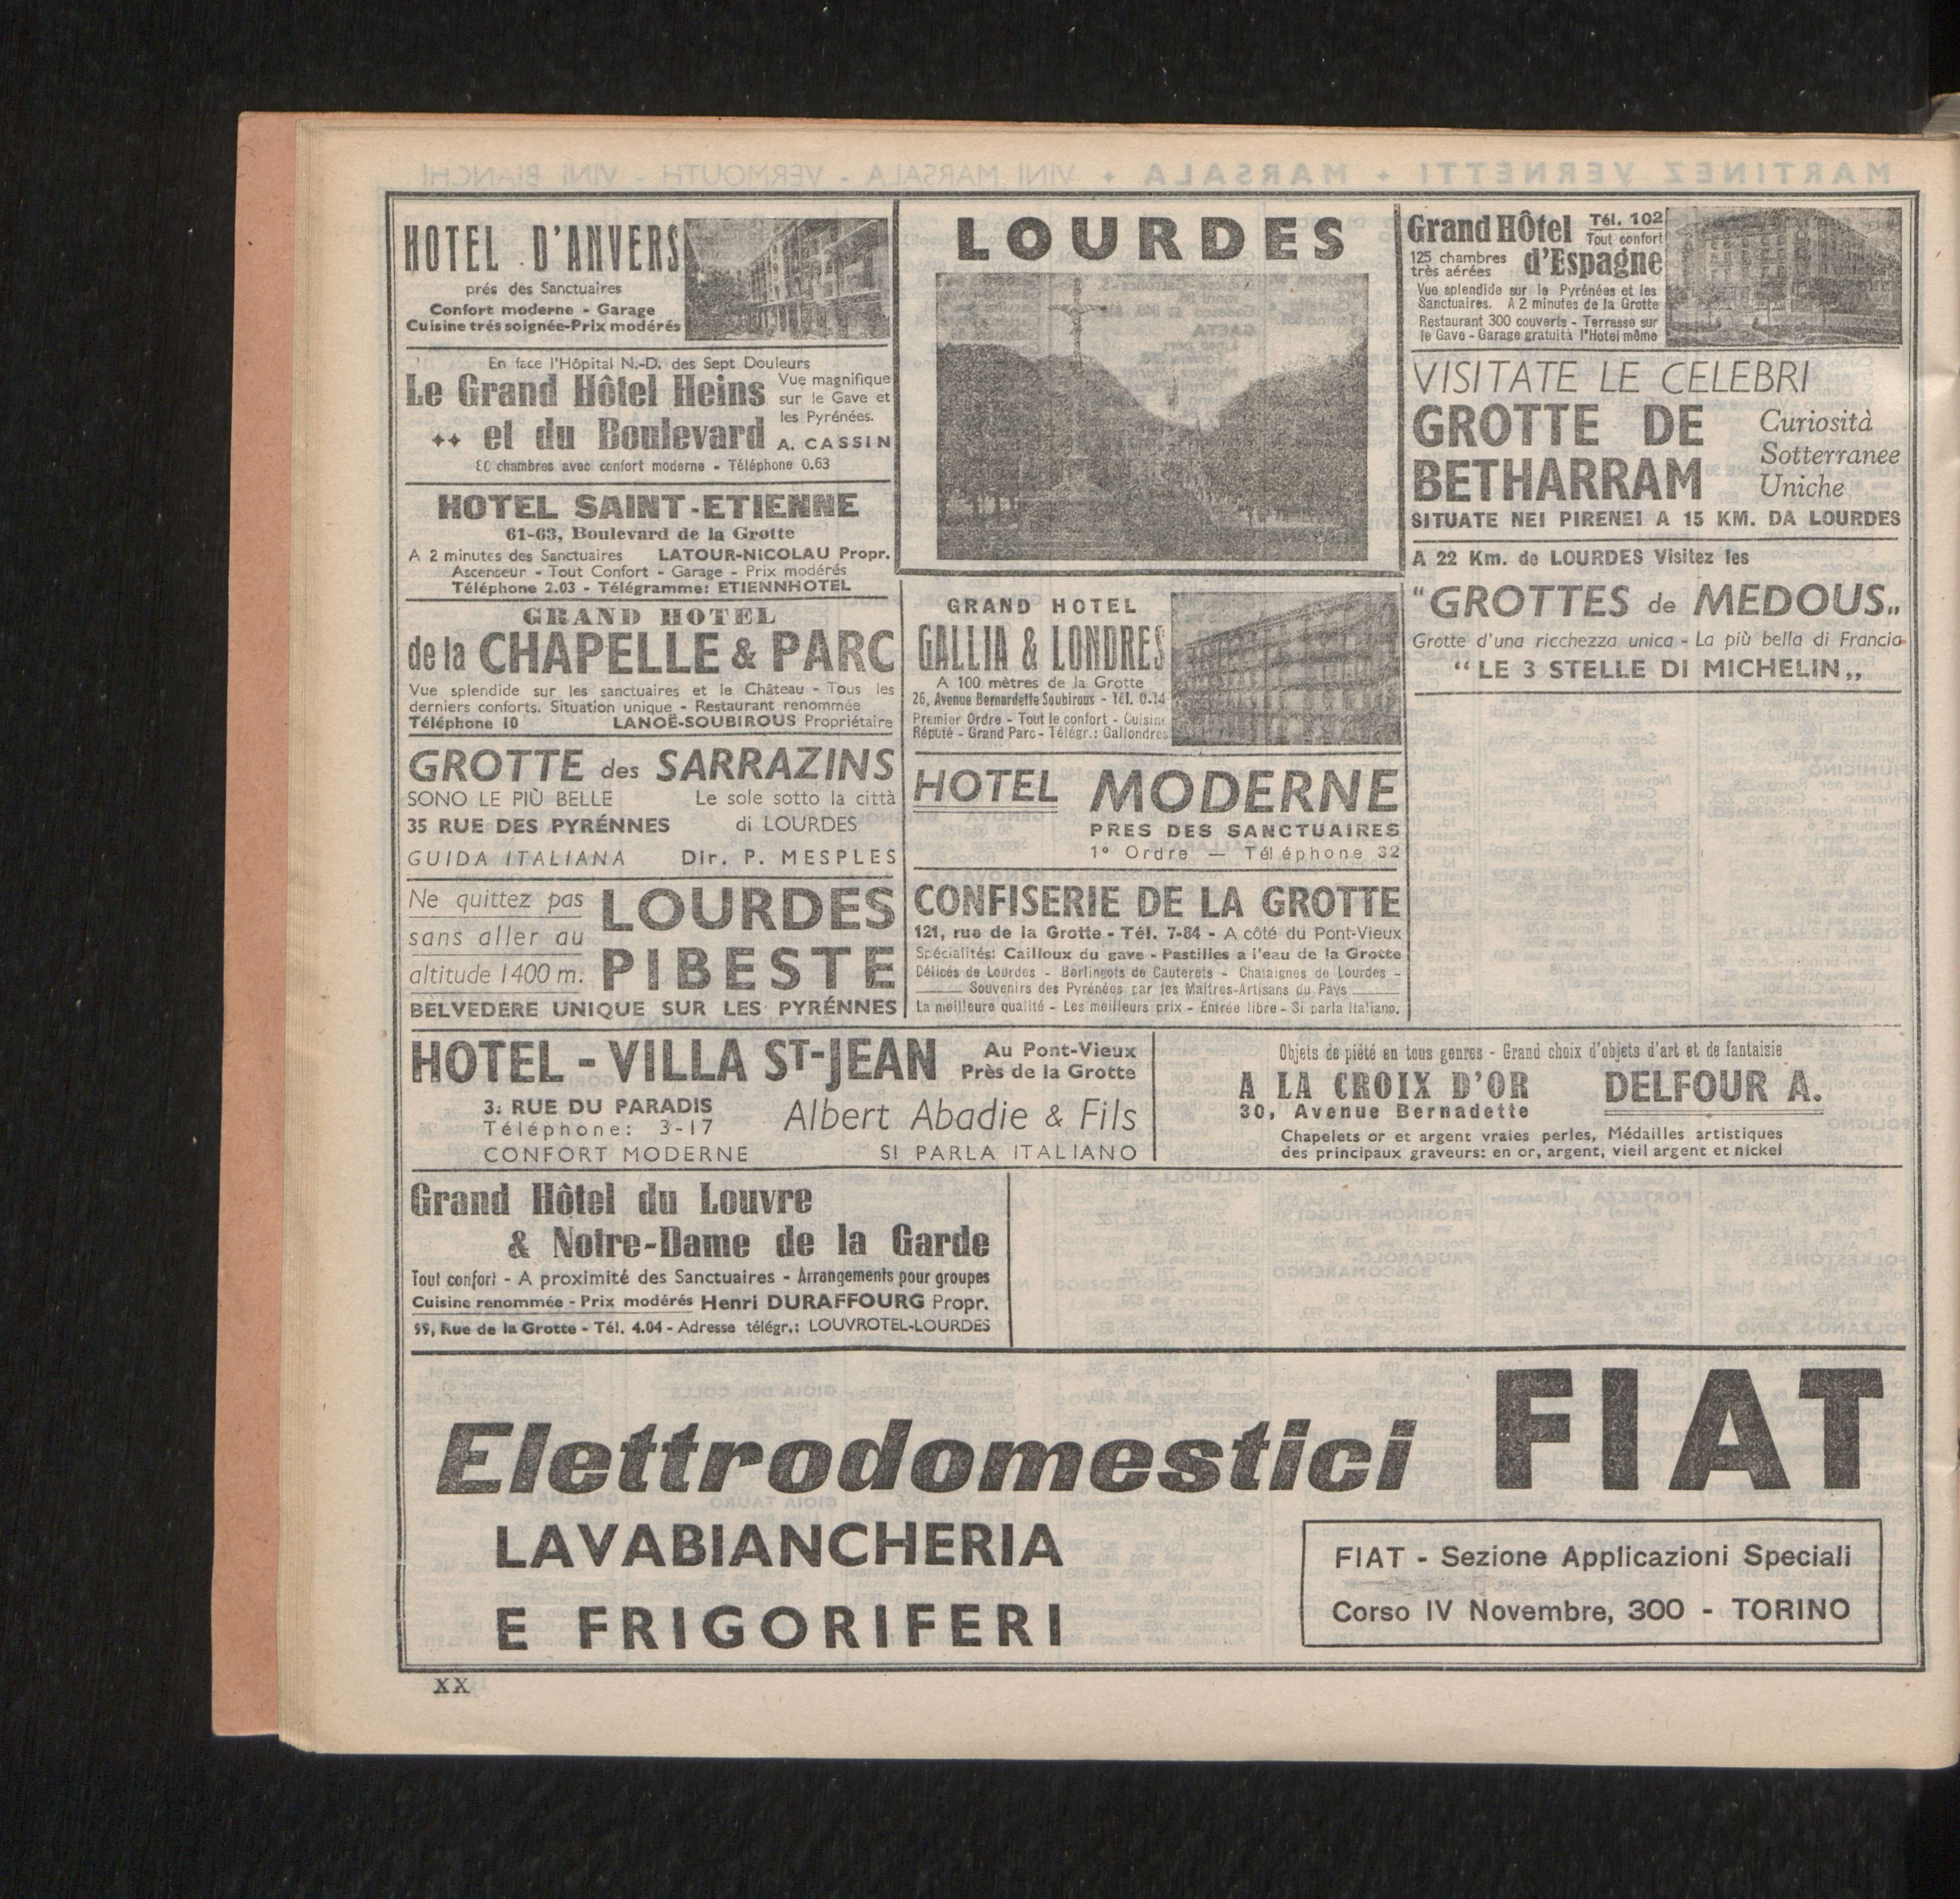 HOTEL D'ANVERS
prés des Sanctuaires
Confort moderne - Garage
Cuisine trés soignée-Prix modérés
En face l'Hôpital N.-D. des Sept Douleurs
Le Grand Hôtel Heins
et du Boulevard
Vue magnifique
sur le Gave et
les Pyrénées.
A. CASSIN
80 chambres avec confort moderne - Téléphone 0.63
HOTEL SAINT-ETIENNE
61-63, Boulevard de la Grotte
A 2 minutes des Sanctuaires LATOUR-NICOLAU Propr.
Ascenseur - Tout Confort - Garage - Prix modérés
Téléphone 2.03 - Télégramme: ETIENNHOTEL
GRAND HOTEL
de la CHAPELLE & PARC
Vue splendide sur les sanctuaires et le Château - Tous les
derniers conforts. Situation unique - Restaurant renommée
Téléphone 10 LANOË-SOUBIROUS Propriétaire
GROTTE des SARRAZINS
SONO LE PIÙ BELLE Le sole sotto la città
35 RUE DES PYRÉNNES di LOURDES
GUIDA ITALIANA Dir. P. MESPLES
Ne quittez pas
sans aller au
altitude 1400 m.
LOURDES
PIBESTE
BELVEDERE UNIQUE SUR LES PYRÉNNES
LOURDES
GRAND HOTEL
GALLIA & LONDRES
A 100 mètres de la Grotte
26, Avenue Bernardette Soubirous - Tél. 0.14
Premier Ordre - Tout le confort - Cuisine
Réputé - Grand Parc - Télégr.: Gallondres
HOTEL MODERNE
PRES DES SANCTUAIRES
1° Ordre — Téléphone 32
CONFISERIE DE LA GROTTE
121, rue de la Grotte - Tél. 7-84 - A côté du Pont-Vieux
Spécialités: Cailloux du gave - Pastilles a l'eau de la Grotte
Délicés de Lourdes - Berlingots de Cauterets - Chataignes de Lourdes -
Souvenirs des Pyrénées par les Maîtres-Artisans du Pays
La meilleure qualité - Les meilleurs prix - Entrée libre - Si parla Italiano.
Grand HÔtel Tél. 102
Tout confort
125 chambres
très aérées
d'Espagne
Vue splendide sur le Pyrénées et les
Sanctuaires. A 2 minutes de la Grotte
Restaurant 300 couverts - Terrasse sur
le Gave - Garage gratuità l'Hotel même
VISITATE LE CELEBRI
GROTTE DE
BETHARRAM
Curiosità
Sotterranee
Uniche
SITUATE NEI PIRENEI A 15 KM. DA LOURDES
A 22 Km. de LOURDES Visitez les
“GROTTES de MEDOUS„
Grotte d'una ricchezza unica - La più bella di Francia
“LE 3 STELLE DI MICHELIN„
HOTEL - VILLA ST-JEAN
Au Pont-Vieux
Près de la Grotte
3: RUE DU PARADIS
Téléphone: 3-17
CONFORT MODERNE
Albert Abadie & Fils
SI PARLA ITALIANO
Objets de piété en tous genres - Grand choix d'objets d'art et de fantaisie
A LA CROIX D'OR DELFOUR A.
30, Avenue Bernadette
Chapelets or et argent vraies perles, Médailles artistiques
des principaux graveurs: en or, argent, vieil argent et nickel
Grand Hôtel du Louvre
& Notre-Dame de la Garde
Tout confort - A proximité des Sanctuaires - Arrangements pour groupes
Cuisine renommée - Prix modérés Henri DURAFFOURG Propr.
Rue de la Grotte - Tél. 4.04 - Adresse télégr.: LOUVROTEL-LOURDES
Elettrodomestici FIAT
LAVABIANCHERIA
E FRIGORIFERI
FIAT - Sezione Applicazioni Speciali
Corso IV Novembre, 300 - TORINO
XX